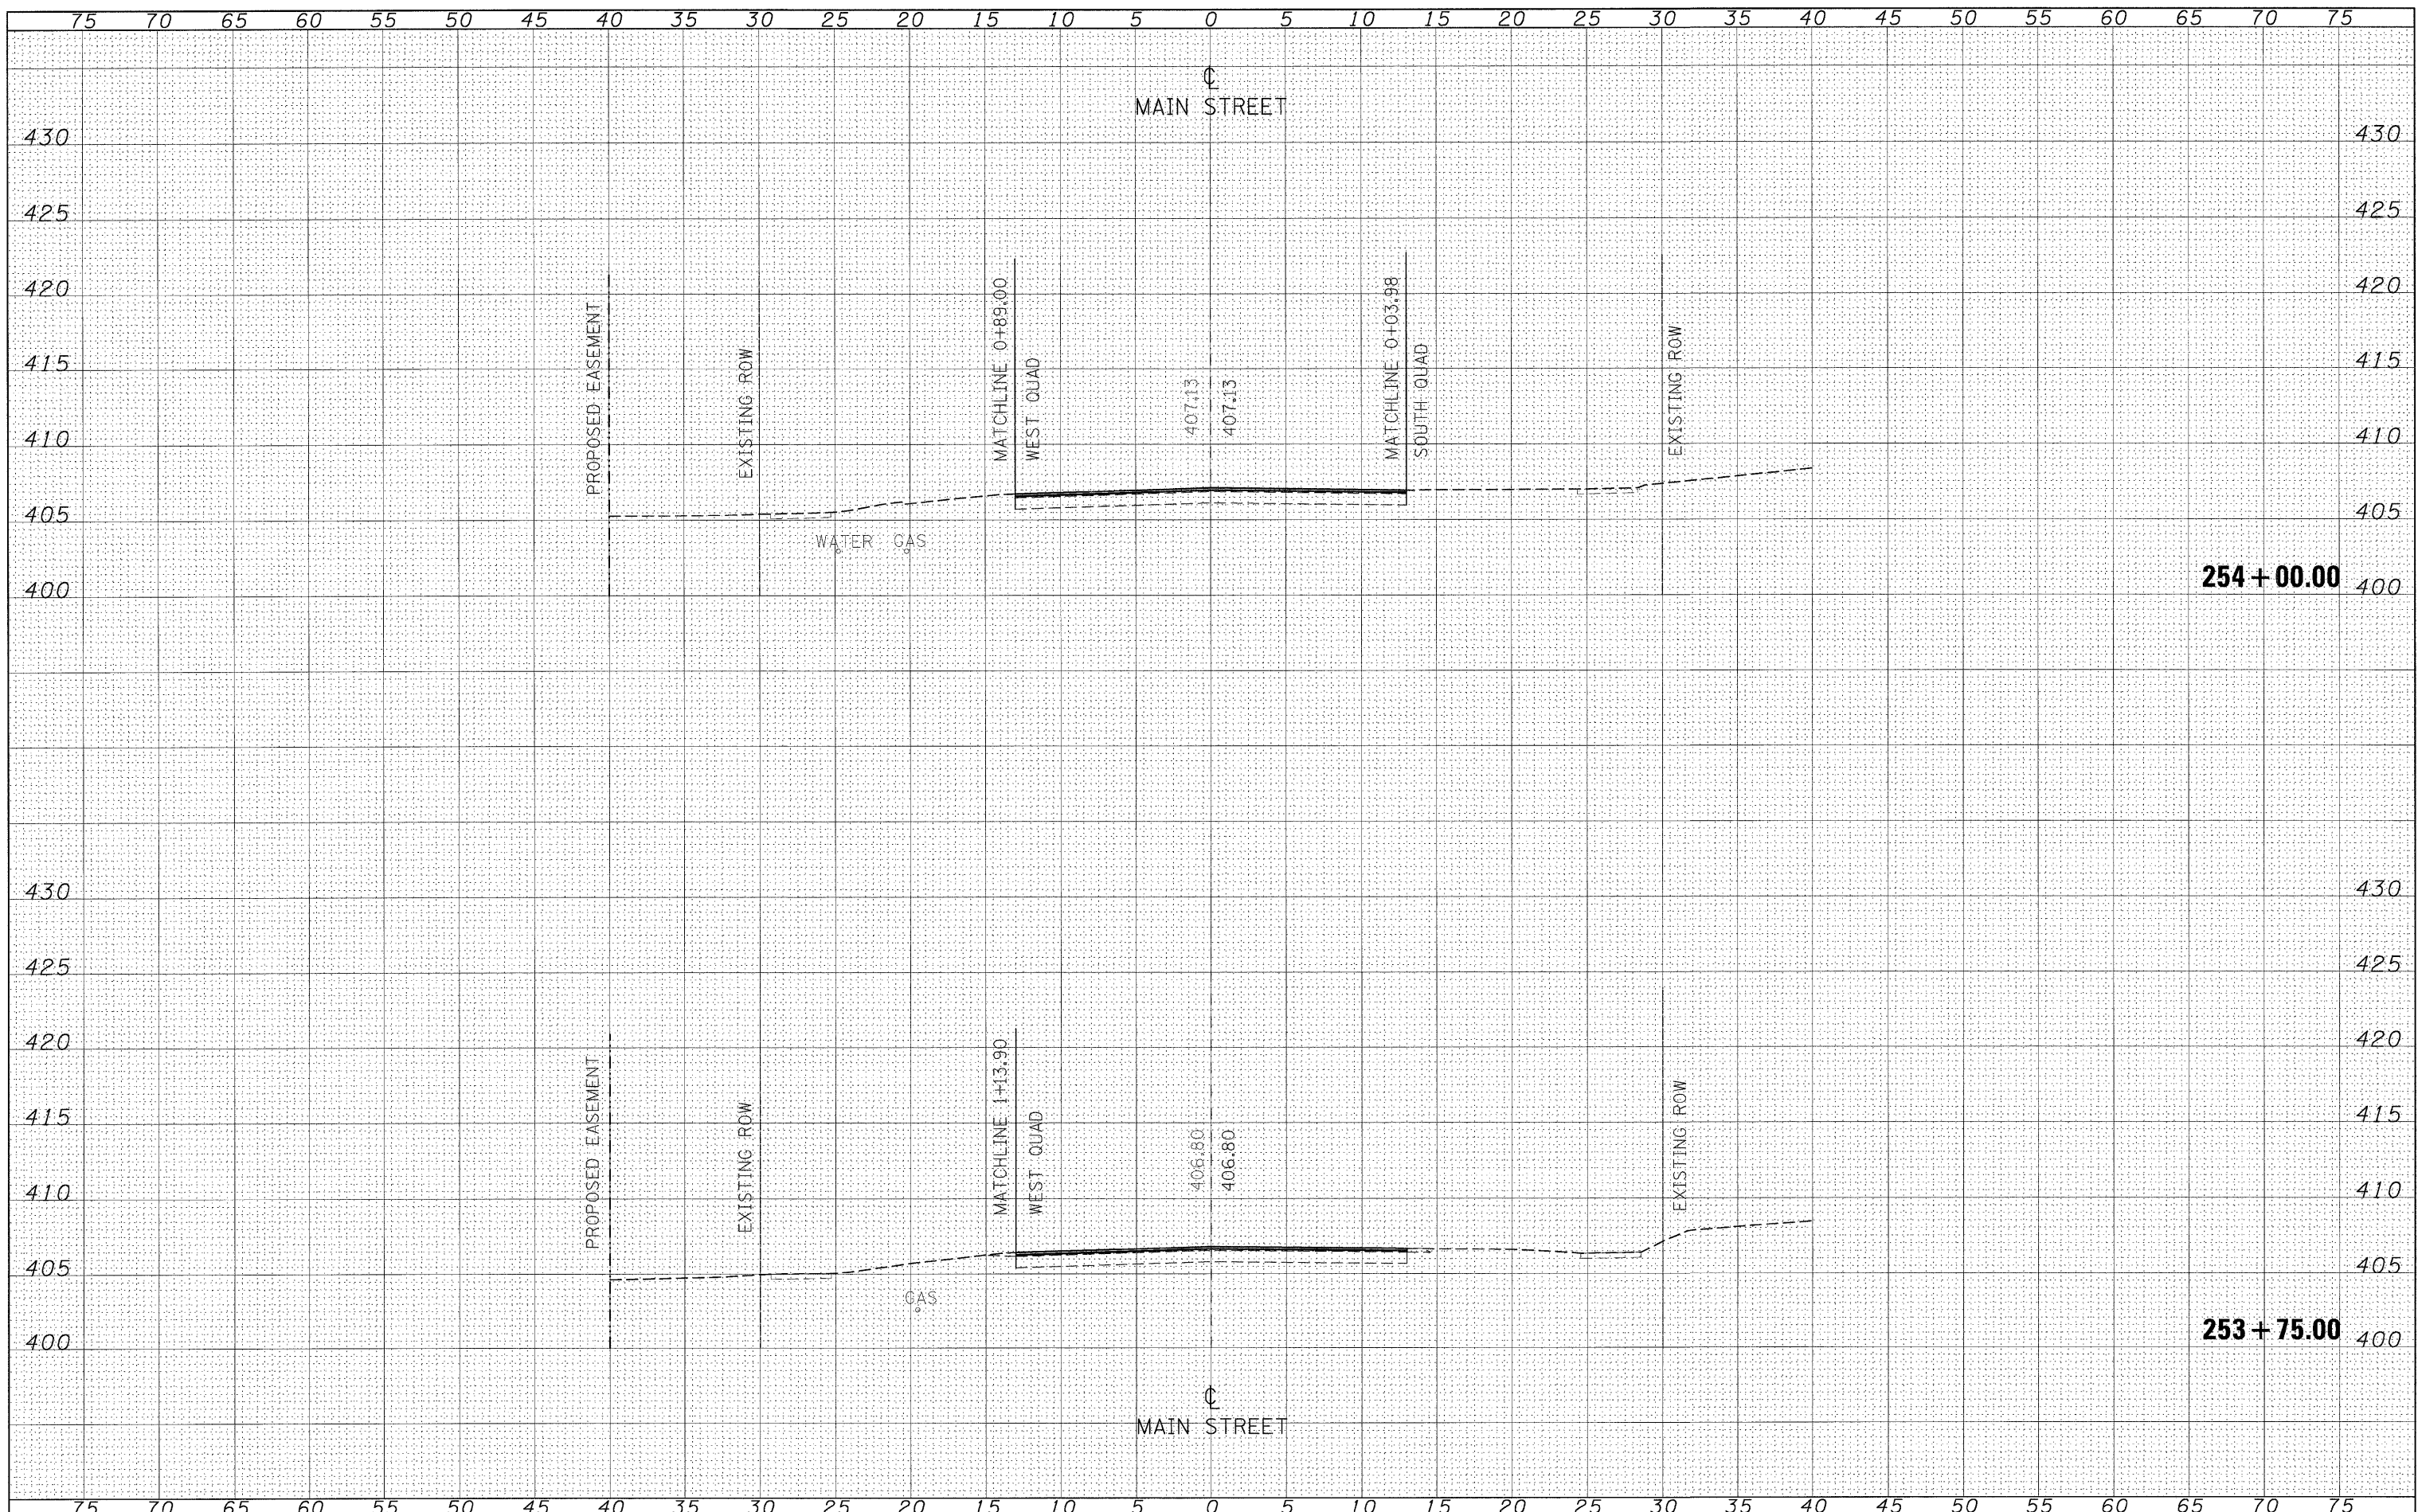 75 70 65 60 55 50 45 40 35 30 25 20 15 10 5 0 5 10 15 20 25 30 35 40 45 50 55 60 65 70 75
℄
MAIN STREET
430 430
425 425
420 420
415 415
410 410
405 405
400 400
PROPOSED EASEMENT
EXISTING ROW
MATCHLINE 0+89.00
WEST QUAD
407.13
407.13
MATCHLINE 0+03.98
SOUTH QUAD
EXISTING ROW
WATER GAS
254+00.00
430 430
425 425
420 420
415 415
410 410
405 405
400 400
PROPOSED EASEMENT
EXISTING ROW
MATCHLINE 1+13.90
WEST QUAD
406.80
406.80
EXISTING ROW
GAS
253+75.00
℄
MAIN STREET
75 70 65 60 55 50 45 40 35 30 25 20 15 10 5 0 5 10 15 20 25 30 35 40 45 50 55 60 65 70 75